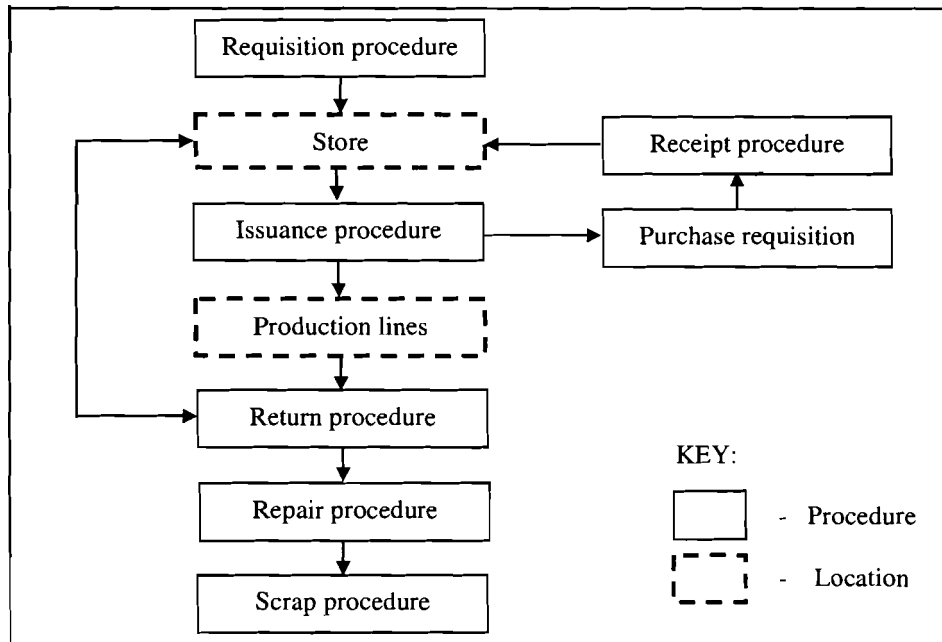 Requisition procedure
Store
Receipt procedure
Issuance procedure
Purchase requisition
Production lines
Return procedure
KEY:
Repair procedure
- Procedure
Scrap procedure
- Location